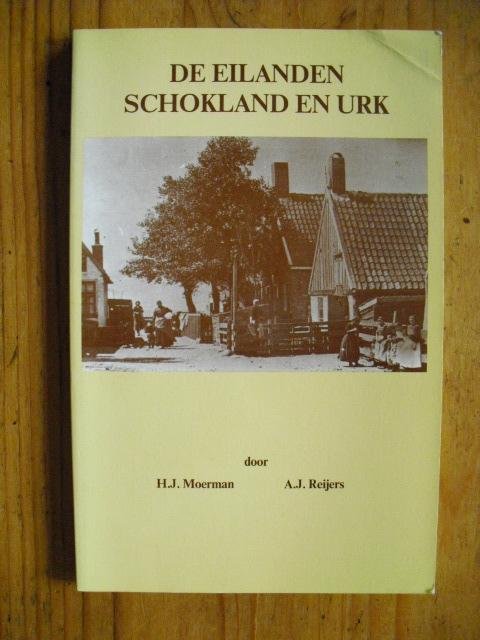 DE EILANDEN
SCHOKLAND EN URK
door
H.J. Moerman A.J. Reijers